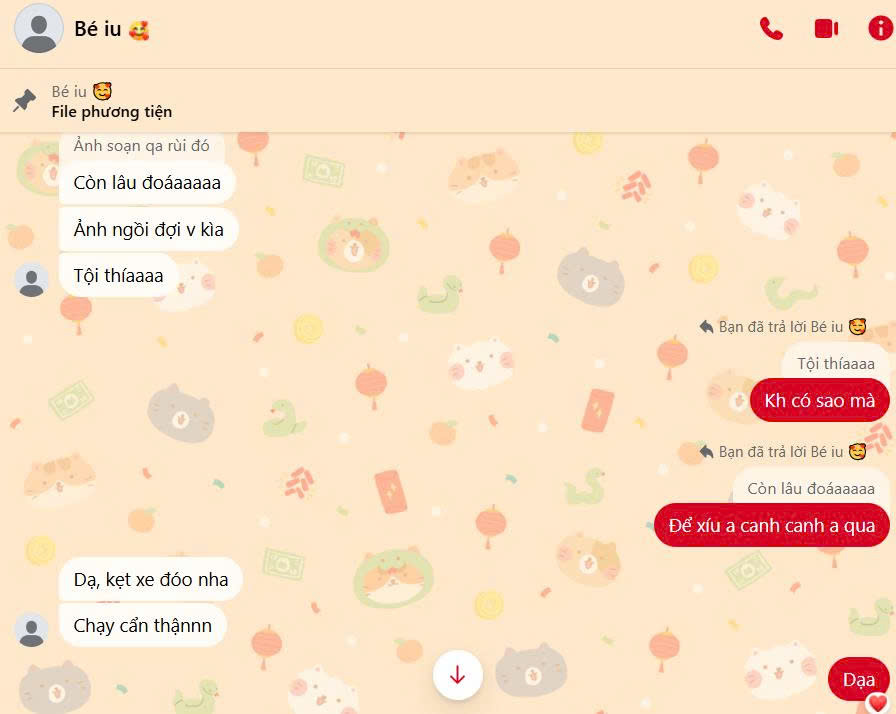 Bé iu 🥰
Bé iu 🥰
File phương tiện
Ảnh soạn qa rùi đó
Còn lâu đoáaaaaa
Ảnh ngồi đợi v kìa
Tội thíaaaa
Bạn đã trả lời Bé iu 🥰
Tội thíaaaa
Kh có sao mà
Bạn đã trả lời Bé iu 🥰
Còn lâu đoáaaaaa
Để xíu a canh canh a qua
Dạ, kẹt xe đóo nha
Chạy cẩn thậnnn
Dạa